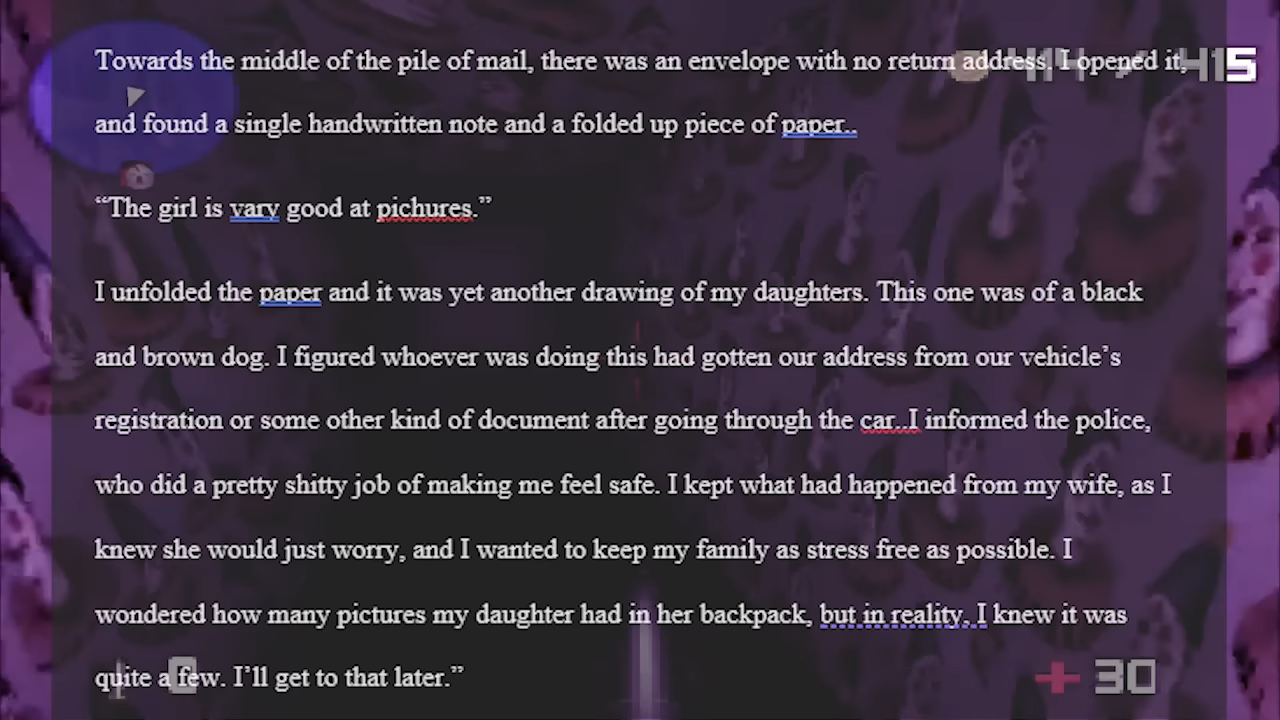 Towards the middle of the pile of mail, there was an envelope with no return address. I opened it,
and found a single handwritten note and a folded up piece of paper..
“The girl is vary good at pichures.”
I unfolded the paper and it was yet another drawing of my daughters. This one was of a black
and brown dog. I figured whoever was doing this had gotten our address from our vehicle’s
registration or some other kind of document after going through the car..I informed the police,
who did a pretty shitty job of making me feel safe. I kept what had happened from my wife, as I
knew she would just worry, and I wanted to keep my family as stress free as possible. I
wondered how many pictures my daughter had in her backpack, but in reality, I knew it was
quite a few. I’ll get to that later.”
30